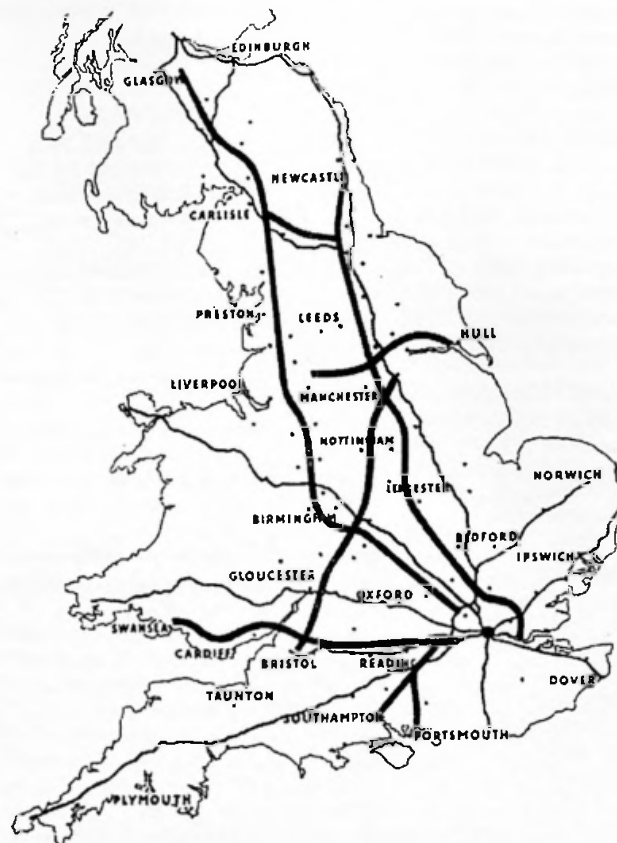 EDINBURGH
GLASGOW
NEWCASTLE
CARLISLE
PRESTON
LEEDS
HULL
LIVERPOOL
MANCHESTER
NOTTINGHAM
NORWICH
LEICESTER
BIRMINGHAM
BEDFORD
IPSWICH
GLOUCESTER
OXFORD
SWANSEA
CARDIFF
BRISTOL
READING
DOVER
TAUNTON
SOUTHAMPTON
PORTSMOUTH
PLYMOUTH